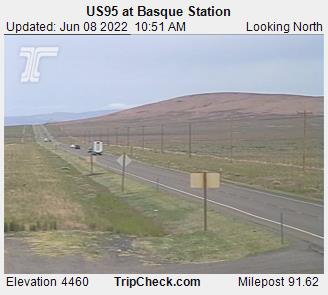 US95 at Basque Station
Updated: Jun 08 2022 10:51 AM Looking North
Elevation 4460 TripCheck.com Milepost 91.62